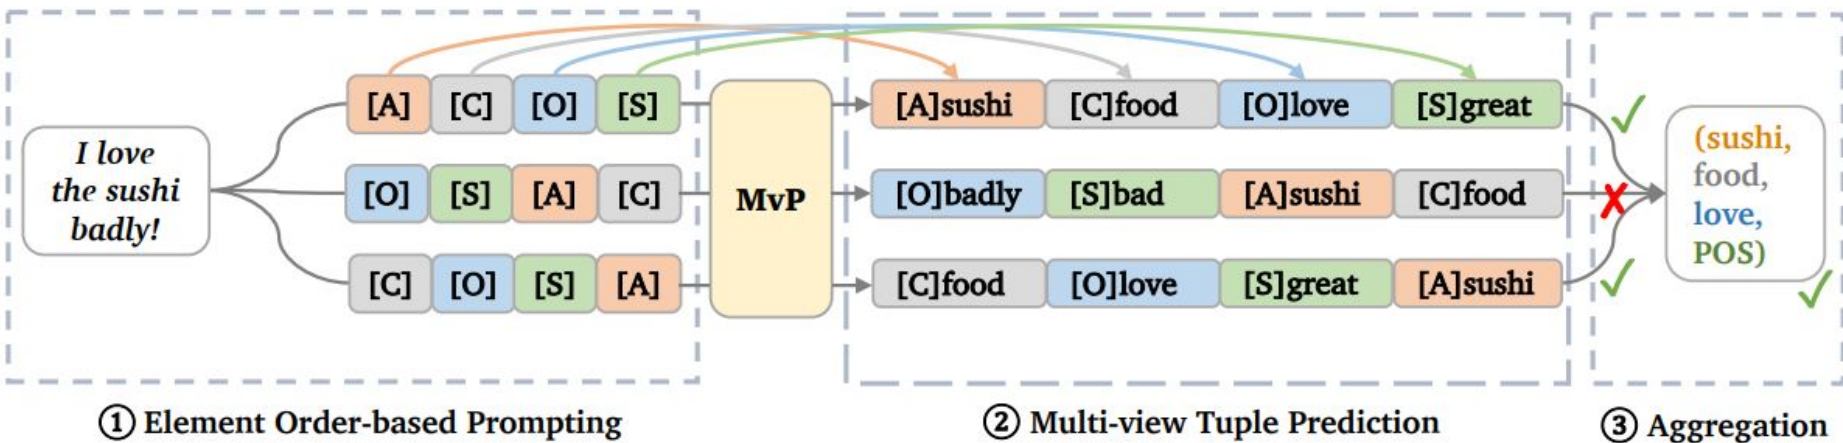 I love
the sushi
badly!
[A] [C] [O] [S]
[O] [S] [A] [C]
[C] [O] [S] [A]
MvP
[A]sushi [C]food [O]love [S]great
[O]badly [S]bad [A]sushi [C]food
[C]food [O]love [S]great [A]sushi
(sushi,
food,
love,
POS)
① Element Order-based Prompting
② Multi-view Tuple Prediction
③ Aggregation